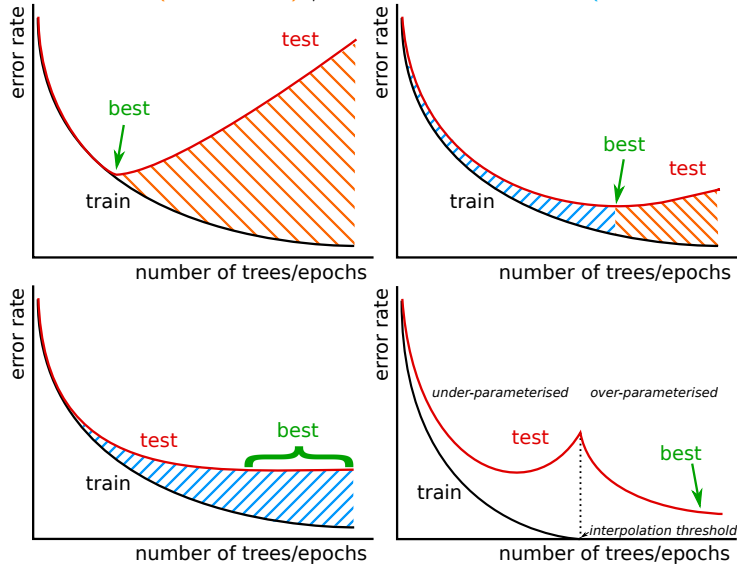 error rate
test
best
train
number of trees/epochs
error rate
best
test
train
number of trees/epochs
error rate
test
best
train
number of trees/epochs
error rate
under-parameterised
over-parameterised
test
best
train
interpolation threshold
number of trees/epochs